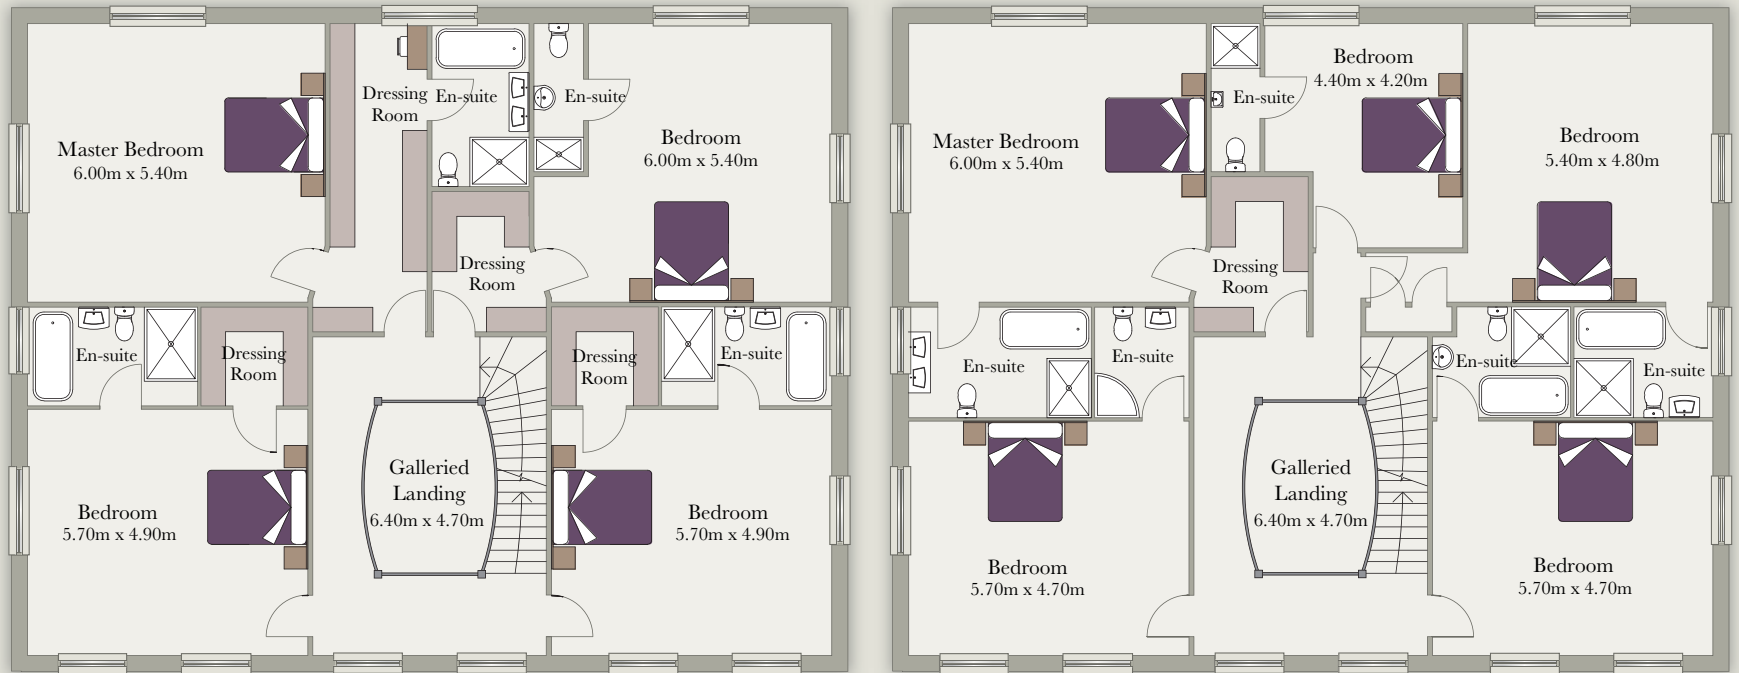 Master Bedroom
6.00m x 5.40m
Dressing
Room
En-suite
En-suite
Bedroom
6.00m x 5.40m
Dressing
Room
En-suite
Dressing
Room
Dressing
Room
En-suite
Bedroom
5.70m x 4.90m
Galleried
Landing
6.40m x 4.70m
Bedroom
5.70m x 4.90m
Master Bedroom
6.00m x 5.40m
En-suite
Bedroom
4.40m x 4.20m
Bedroom
5.40m x 4.80m
Dressing
Room
En-suite
En-suite
En-suite
En-suite
Galleried
Landing
6.40m x 4.70m
Bedroom
5.70m x 4.70m
Bedroom
5.70m x 4.70m